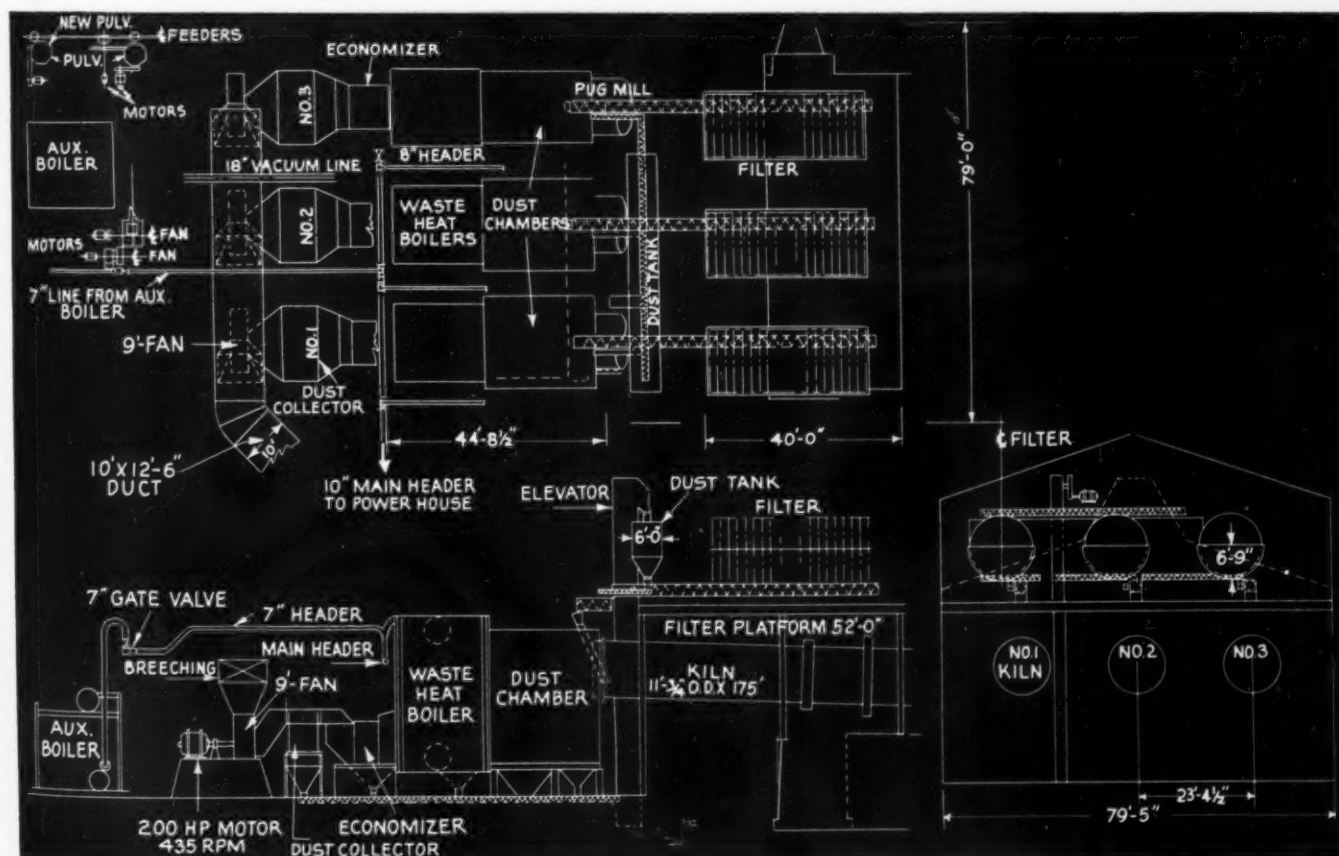 NEW PULV.
℄FEEDERS
PULV.
MOTORS
AUX.
BOILER
ECONOMIZER
NO.3
18" VACUUM LINE
8" HEADER
PUG MILL
FILTER
79'-0"
NO.2
WASTE
HEAT
BOILERS
DUST
CHAMBERS
DUST TANK
MOTORS
℄ FAN
℄ FAN
7" LINE FROM AUX.
BOILER
9'-FAN
NO.1
DUST
COLLECTOR
10'
10'X12'-6"
DUCT
44'-8½"
40'-0"
10" MAIN HEADER
TO POWER HOUSE
ELEVATOR
DUST TANK
6'-0"
FILTER
℄ FILTER
6'-9"
7" GATE VALVE
7" HEADER
MAIN HEADER
BREECHING
9'-FAN
AUX.
BOILER
WASTE
HEAT
BOILER
DUST
CHAMBER
FILTER PLATFORM 52'-0"
KILN
11'-¾" O.D.X 175'
NO.1
KILN
NO.2
NO.3
23'-4½"
79'-5"
200 HP MOTOR
435 RPM
ECONOMIZER
DUST COLLECTOR